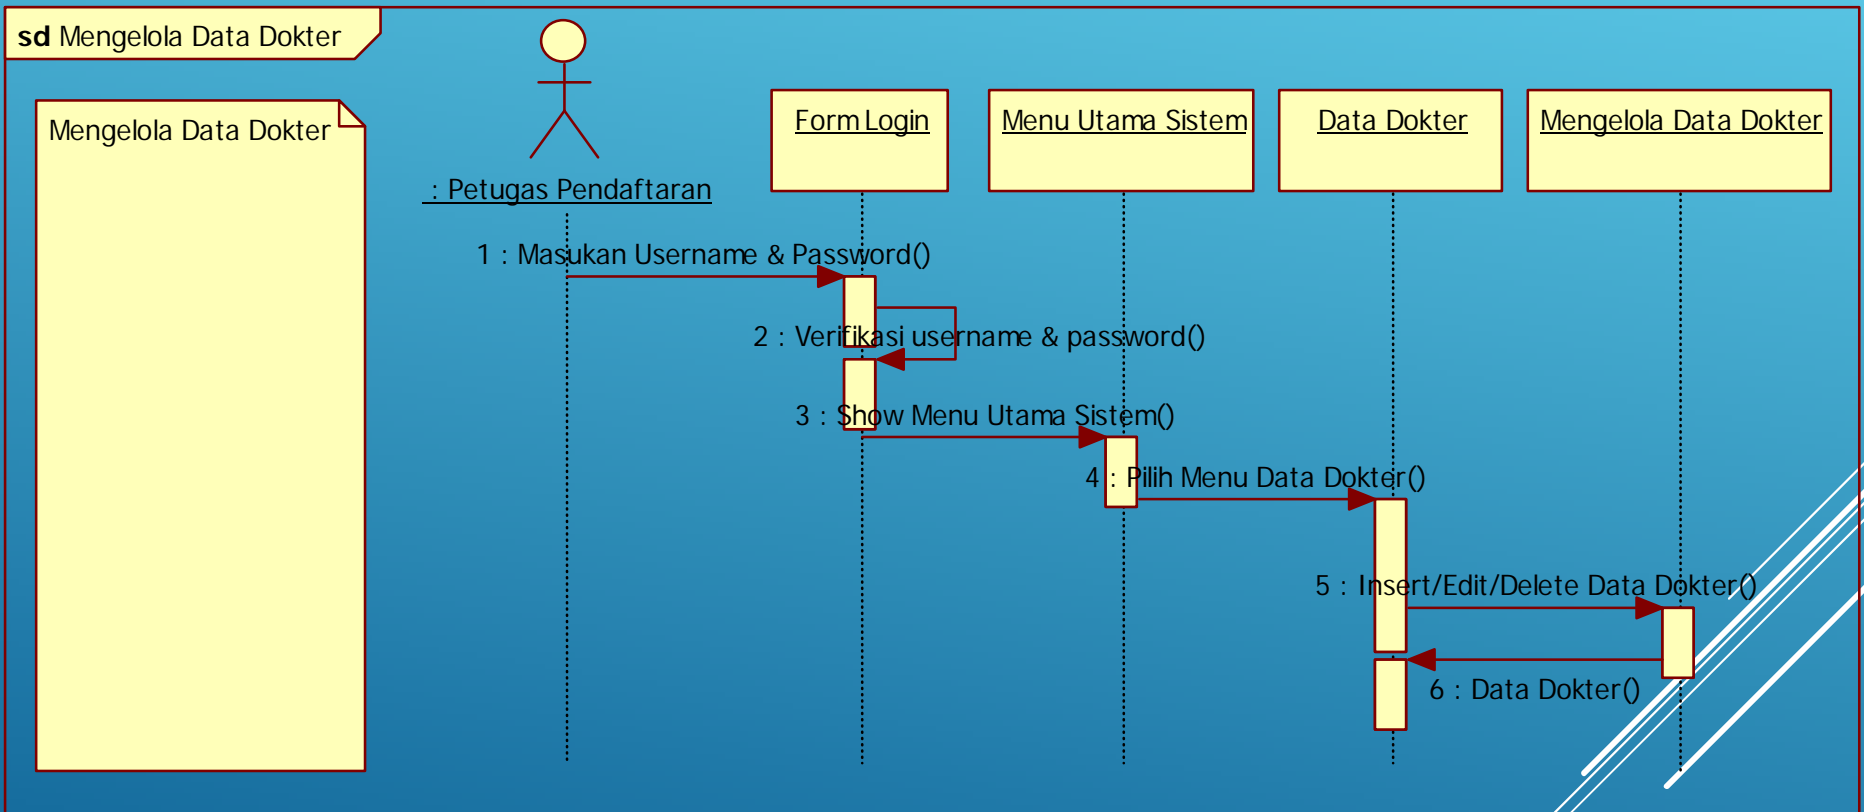 sd Mengelola Data Dokter
Mengelola Data Dokter
: Petugas Pendaftaran
Form Login
Menu Utama Sistem
Data Dokter
Mengelola Data Dokter
1 : Masukan Username & Password()
2 : Verifikasi username & password()
3 : Show Menu Utama Sistem()
4 : Pilih Menu Data Dokter()
5 : Insert/Edit/Delete Data Dokter()
6 : Data Dokter()